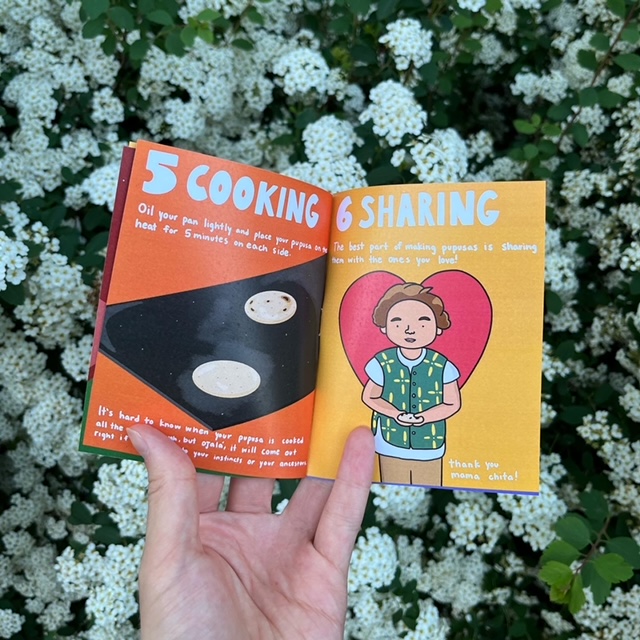 5 COOKING
Oil your pan lightly and place your pupusa on
heat for 5 minutes on each side.
It's hard to know when your pupusa is cooked
all the
right but ojalá, it will come out
to your instincts or your ancestors
6 SHARING
The best part of making pupusas is sharing
them with the ones you love!
thank you
mama chita!